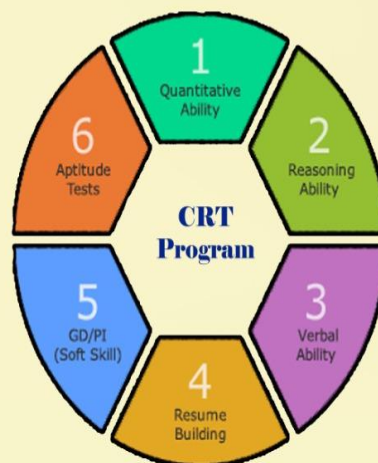 1
Quantitative
Ability
2
Reasoning
Ability
3
Verbal
Ability
4
Resume
Building
5
GD/PI
(Soft Skill)
6
Aptitude
Tests
CRT
Program